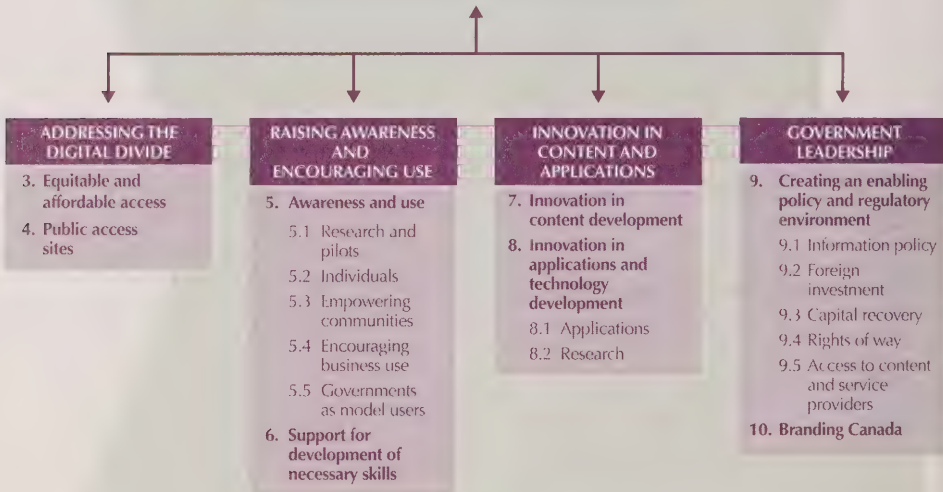 ADDRESSING THE
DIGITAL DIVIDE
3. Equitable and
affordable access
4. Public access
sites
RAISING AWARENESS
AND
ENCOURAGING USE
5. Awareness and use
5.1 Research and
pilots
5.2 Individuals
5.3 Empowering
communities
5.4 Encouraging
business use
5.5 Governments
as model users
6. Support for
development of
necessary skills
INNOVATION IN
CONTENT AND
APPLICATIONS
7. Innovation in
content development
8. Innovation in
applications and
technology
development
8.1 Applications
8.2 Research
GOVERNMENT
LEADERSHIP
9. Creating an enabling
policy and regulatory
environment
9.1 Information policy
9.2 Foreign
investment
9.3 Capital recovery
9.4 Rights of way
9.5 Access to content
and service
providers
10. Branding Canada